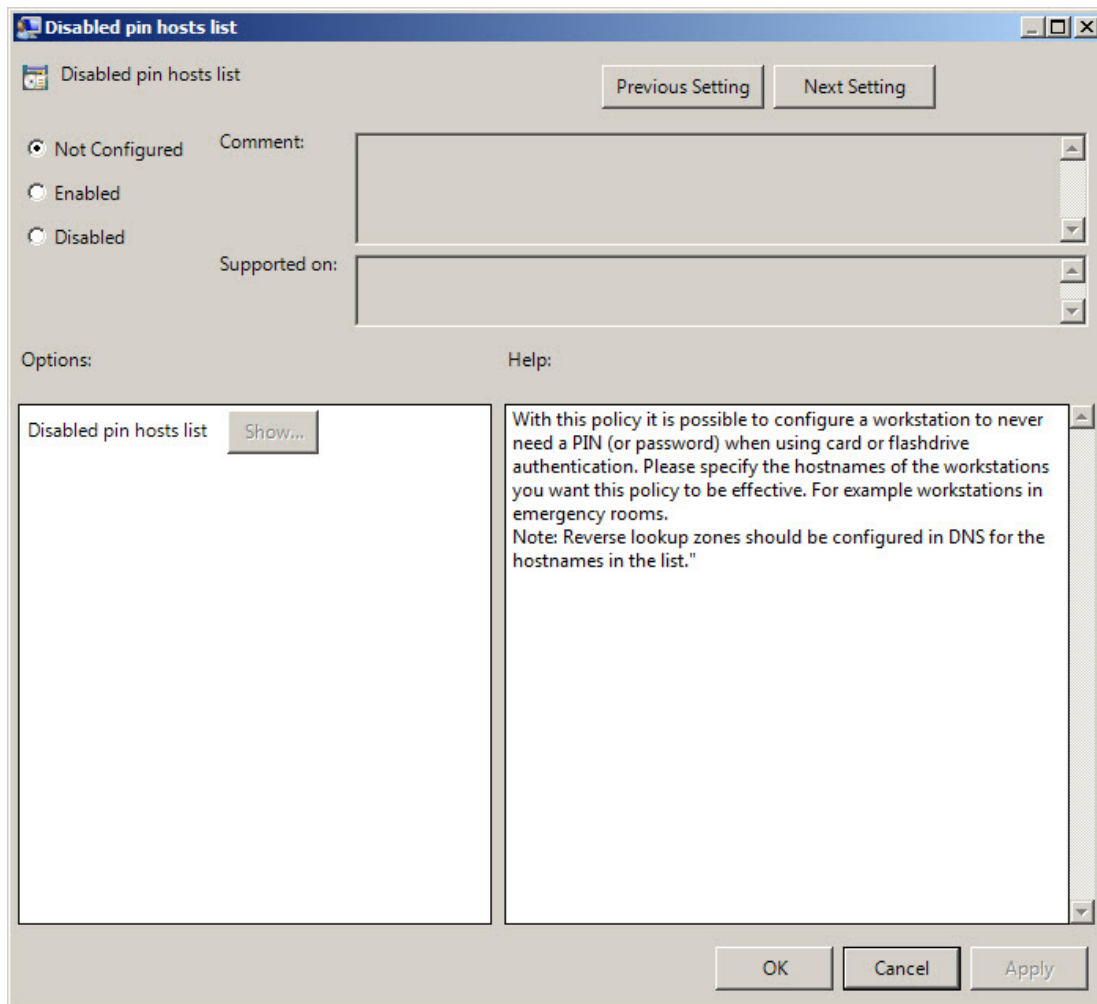 Disabled pin hosts list
Disabled pin hosts list
Previous Setting
Next Setting
Not Configured
Comment:
Enabled
Disabled
Supported on:
Options:
Help:
Disabled pin hosts list
Show...
With this policy it is possible to configure a workstation to never
need a PIN (or password) when using card or flashdrive
authentication. Please specify the hostnames of the workstations
you want this policy to be effective. For example workstations in
emergency rooms.
Note: Reverse lookup zones should be configured in DNS for the
hostnames in the list."
OK
Cancel
Apply